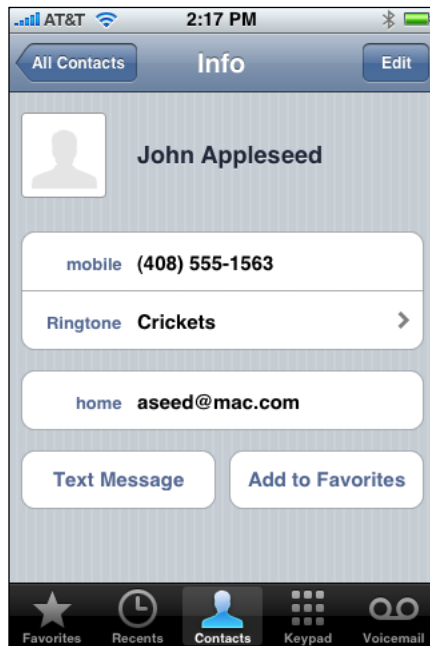 AT&T 2:17 PM
All Contacts Info Edit
John Appleseed
mobile (408) 555-1563
Ringtone Crickets
home aseed@mac.com
Text Message Add to Favorites
Favorites Recents Contacts Keypad Voicemail